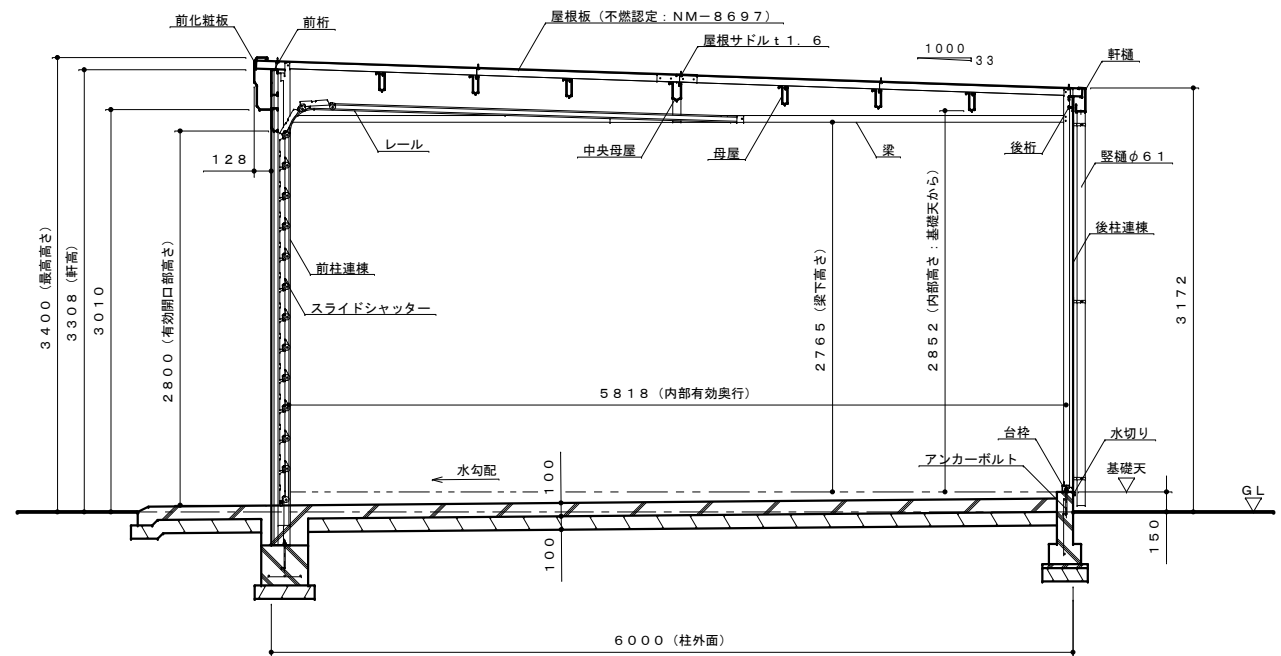 前化粧板
前桁
屋根板（不燃認定：ＮＭ－８６９７）
屋根サドルｔ１．６
１０００
３３
軒樋
レール
中央母屋
母屋
梁
後桁
竪樋φ６１
１２８
前柱連棟
後柱連棟
スライドシャッター
３４００（最高高さ）
３３０８（軒高）
３０１０
２８００（有効開口部高さ）
２７６５（梁下高さ）
２８５２（内部高さ：基礎天から）
３１７２
５８１８（内部有効奥行）
台枠
水切り
アンカーボルト
基礎天
水勾配
１００
１００
ＧＬ
１５０
６０００（柱外面）